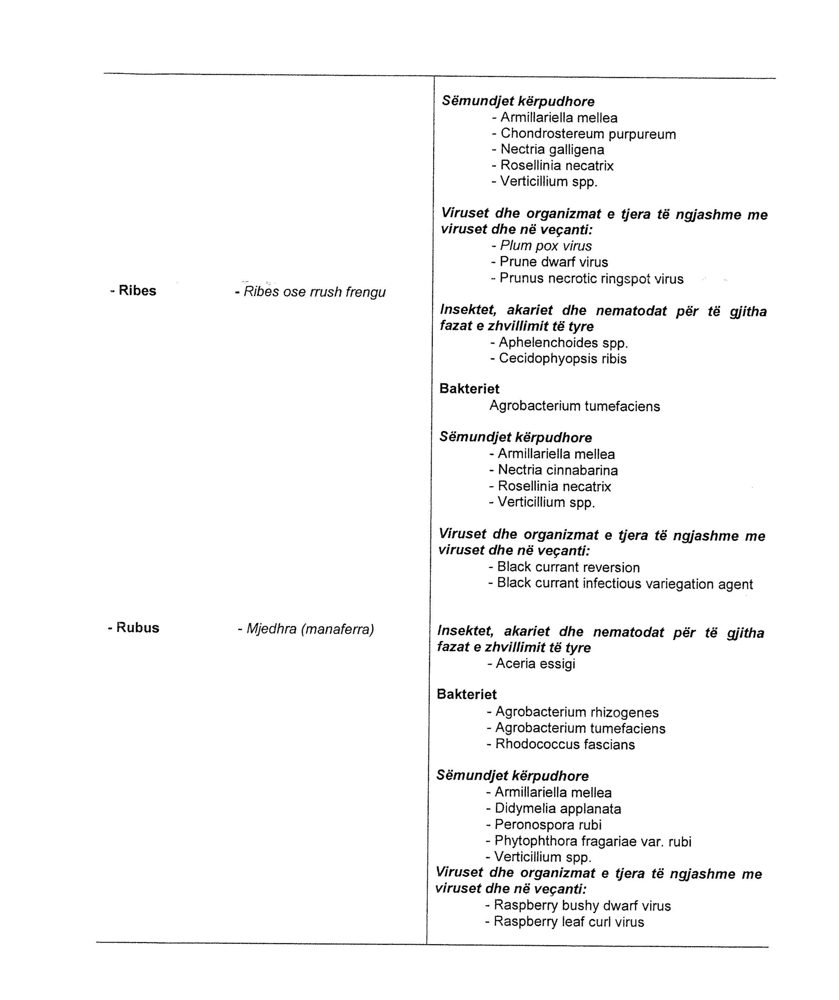 Sëmundjet kërpudhore
- Armillariella mellea
- Chondrostereum purpureum
- Nectria galligena
- Rosellinia necatrix
- Verticillium spp.
Viruset dhe organizmat e tjera të ngjashme me
viruset dhe në veçanti:
- Plum pox virus
- Prune dwarf virus
- Prunus necrotic ringspot virus
- Ribes - Ribës ose rrush frengu
Insektet, akariet dhe nematodat për të gjitha
fazat e zhvillimit të tyre
- Aphelenchoides spp.
- Cecidophyopsis ribis
Bakteriet
Agrobacterium tumefaciens
Sëmundjet kërpudhore
- Armillariella mellea
- Nectria cinnabarina
- Rosellinia necatrix
- Verticillium spp.
Viruset dhe organizmat e tjera të ngjashme me
viruset dhe në veçanti:
- Black currant reversion
- Black currant infectious variegation agent
- Rubus - Mjedhra (manaferra)
Insektet, akariet dhe nematodat për të gjitha
fazat e zhvillimit të tyre
- Aceria essigi
Bakteriet
- Agrobacterium rhizogenes
- Agrobacterium tumefaciens
- Rhodococcus fascians
Sëmundjet kërpudhore
- Armillariella mellea
- Didymelia applanata
- Peronospora rubi
- Phytophthora fragariae var. rubi
- Verticillium spp.
Viruset dhe organizmat e tjera të ngjashme me
viruset dhe në veçanti:
- Raspberry bushy dwarf virus
- Raspberry leaf curl virus